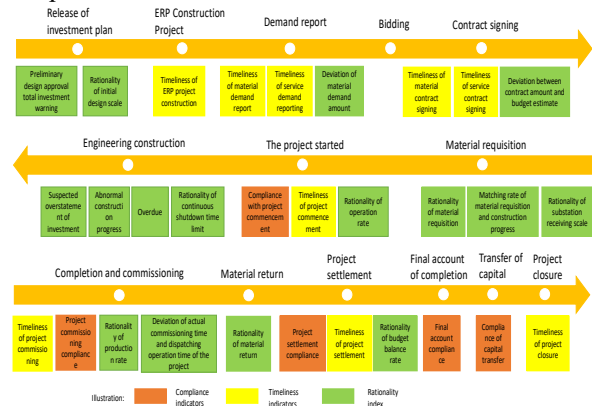 Release of
investment plan
ERP Construction
Project
Demand report
Bidding
Contract signing
Preliminary
design approval
total investment
warning
Rationality
of initial
design scale
Timeliness of
ERP project
construction
Timeliness
of material
demand
report
Timeliness
of service
demand
reporting
Deviation of
material
demand
amount
Timeliness of
material
contract
signing
Timeliness of
service
contract
signing
Deviation between
contract amount and
budget estimate
Engineering construction
The project started
Material requisition
Suspected
overstateme
nt of
investment
Abnormal
constructi
on
progress
Overdue
Rationality of
continuous
shutdown time
limit
Compliance
with project
commencem
ent
Timeliness
of project
commence
ment
Rationality
of operation
rate
Rationality
of material
requisition
Matching rate of
material requisition
and construction
progress
Rationality of
substation
receiving scale
Completion and commissioning
Material return
Project
settlement
Final account
of completion
Transfer of
capital
Project
closure
Timeliness
of project
commissio
ning
Project
commissio
ning
complianc
e
Rationalit
y of
productio
n rate
Deviation of actual
commissioning time
and dispatching
operation time of the
project
Rationality
of material
return
Project
settlement
compliance
Timeliness
of project
settlement
Rationality
of budget
balance
rate
Final
account
complian
ce
Complia
nce of
capital
transfer
Timeliness
of project
closure
Illustration:
Compliance
indicators
Timeliness
indicators
Rationality
index